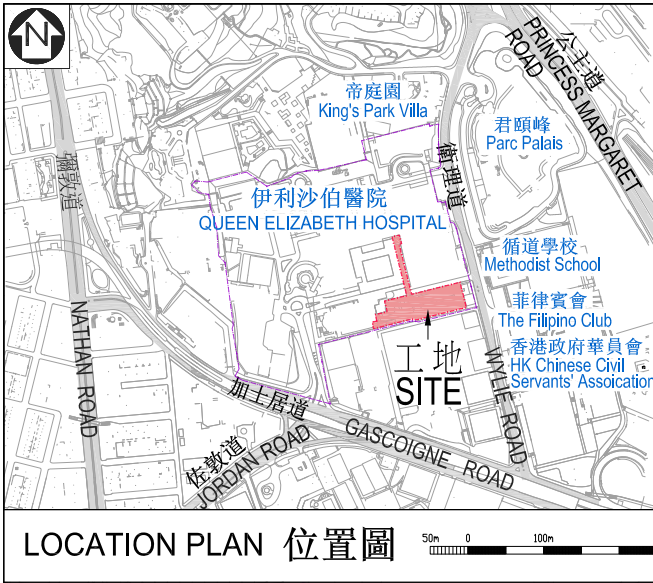 N
公主道
PRINCESS MARGARET
ROAD
帝庭園
King's Park Villa
君頤峰
Parc Palais
衞理道
彌敦道
伊利沙伯醫院
QUEEN ELIZABETH HOSPITAL
循道學校
Methodist School
菲律賓會
The Filipino Club
香港政府華員會
HK Chinese Civil
Servants' Assoication
工地
SITE
NATHAN ROAD
WYLIE ROAD
加士居道
GASCOIGNE ROAD
佐敦道
JORDAN ROAD
LOCATION PLAN 位置圖
50m 0 100m